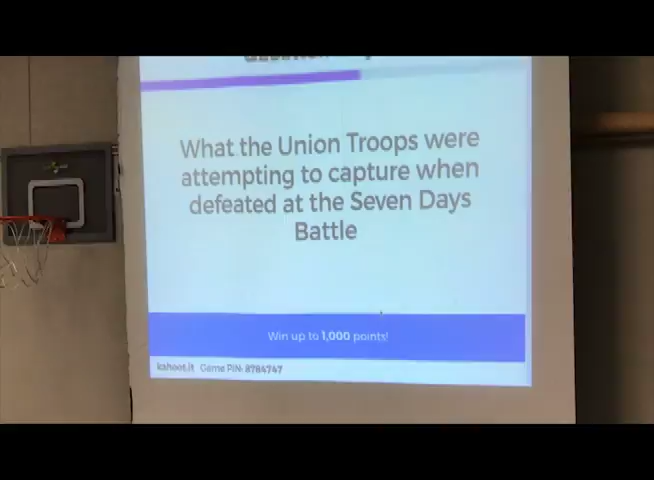 What the Union Troops were
attempting to capture when
defeated at the Seven Days
Battle
Win up to 1,000 points!
kahoot.it Game PIN: 8784747